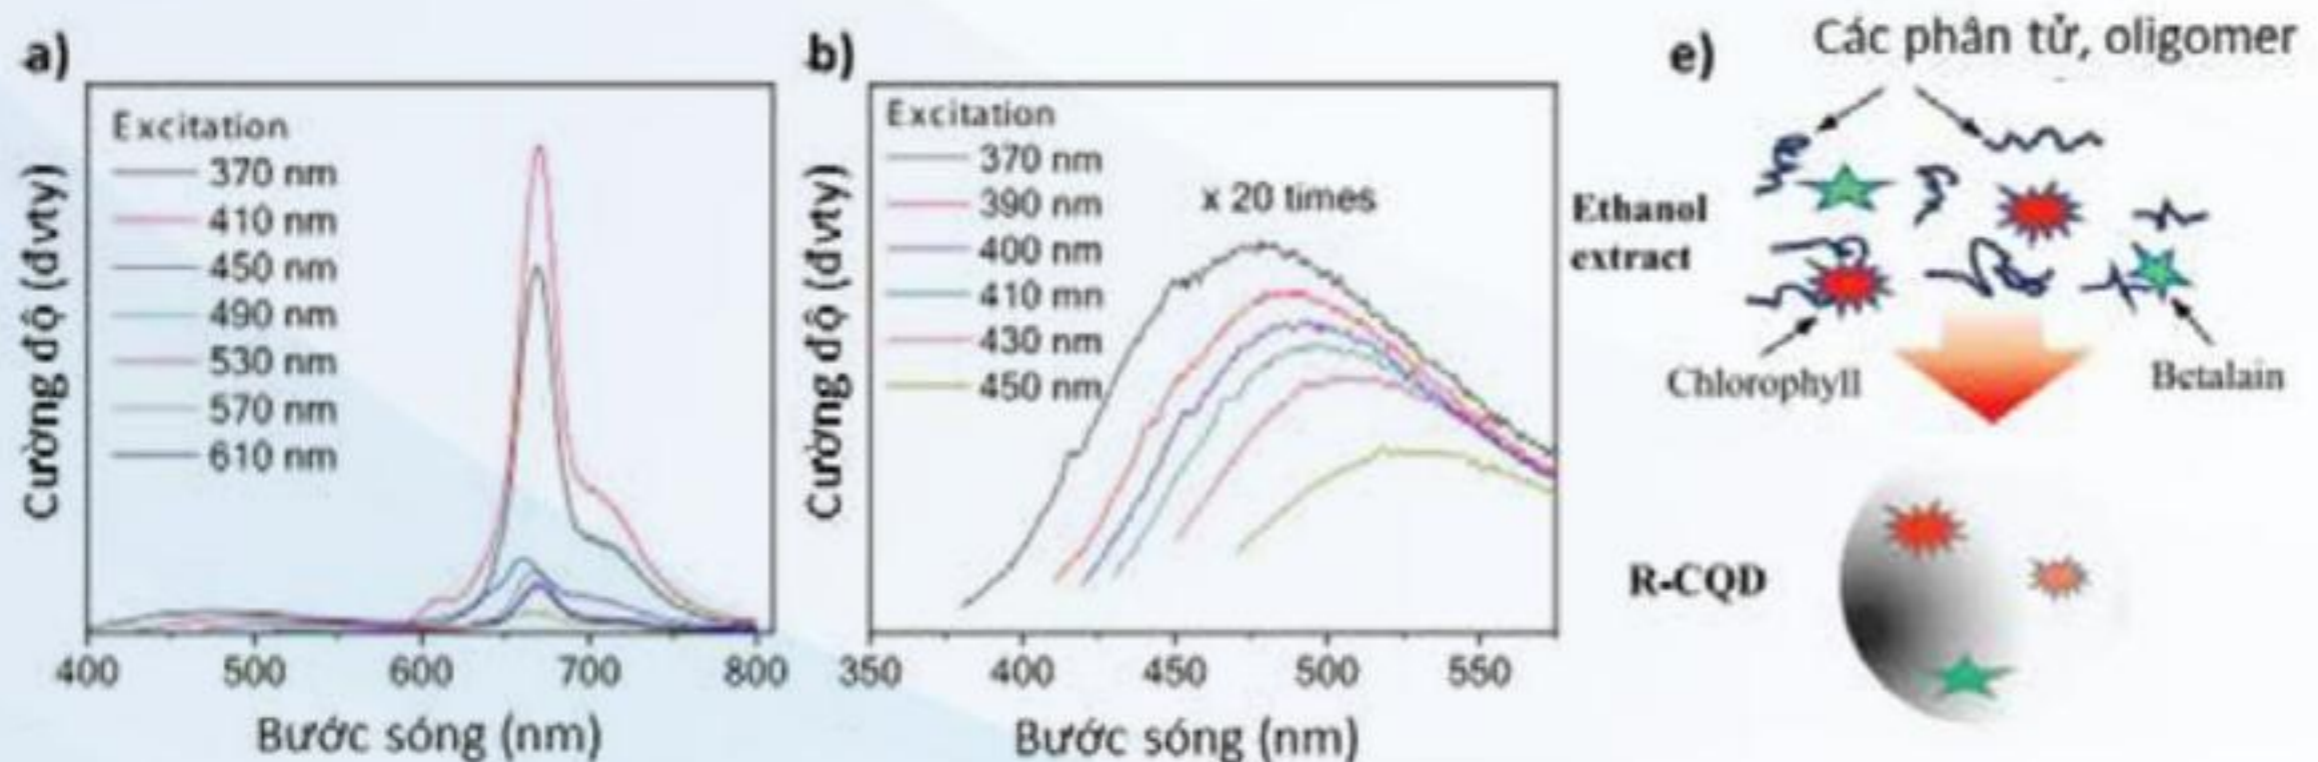 a)
Excitation
370 nm
410 nm
450 nm
490 nm
530 nm
570 nm
610 nm
Cường độ (đvty)
400 500 600 700 800
Bước sóng (nm)
b)
Excitation
370 nm
390 nm
400 nm
410 mn
430 nm
450 nm
x 20 times
Cường độ (đvty)
350 400 450 500 550
Bước sóng (nm)
e)
Các phân tử, oligomer
Ethanol
extract
Chlorophyll
Betalain
R-CQD